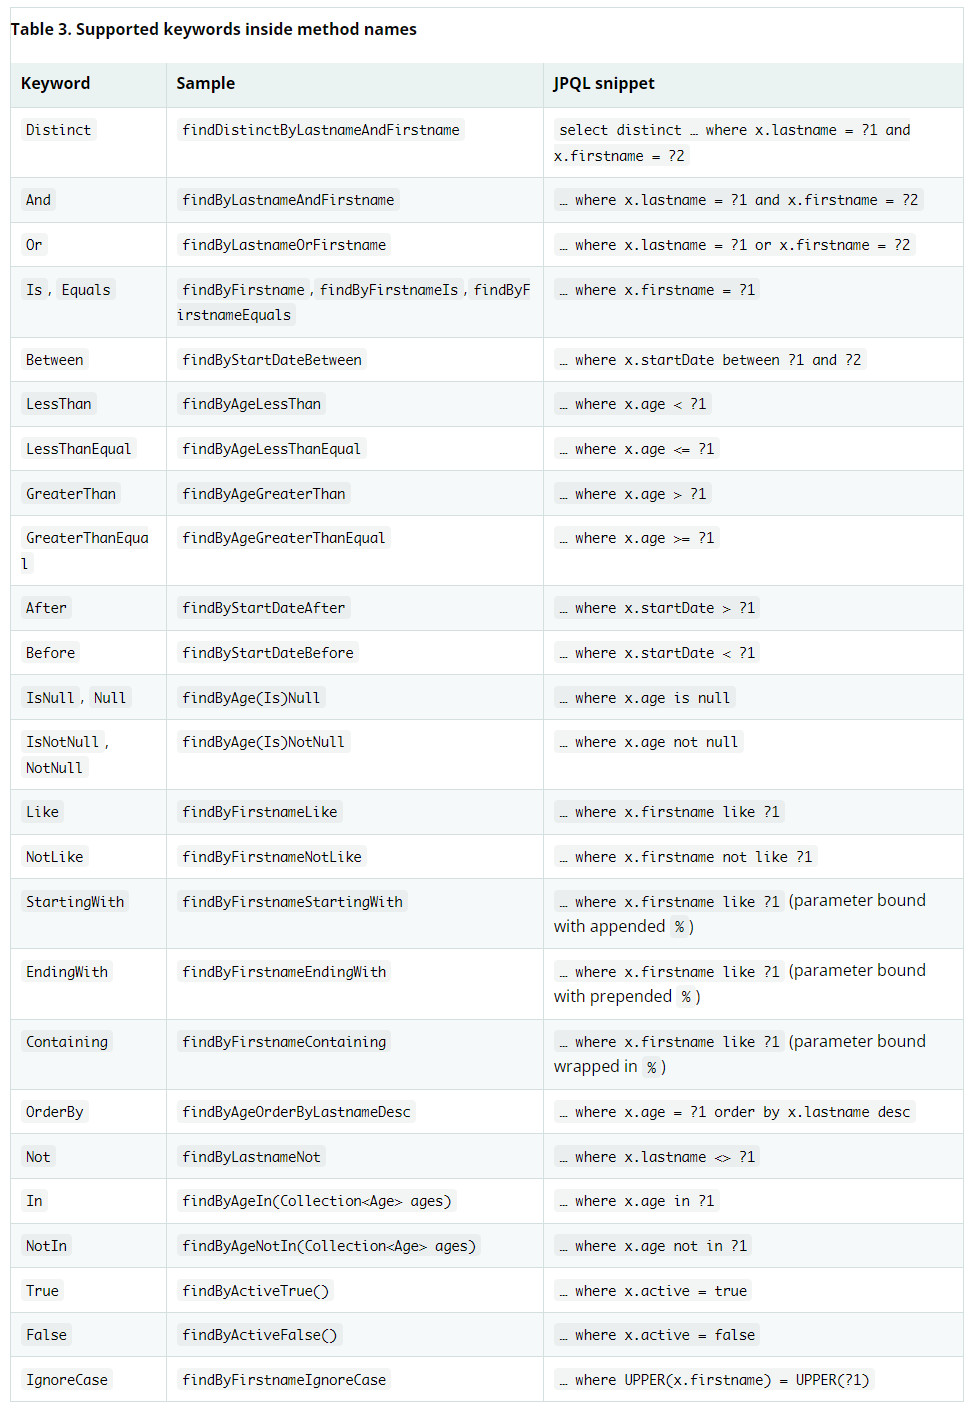 Table 3. Supported keywords inside method names
Keyword Sample JPQL snippet
Distinct findDistinctByLastnameAndFirstname select distinct … where x.lastname = ?1 and
x.firstname = ?2
And findByLastnameAndFirstname … where x.lastname = ?1 and x.firstname = ?2
Or findByLastnameOrFirstname … where x.lastname = ?1 or x.firstname = ?2
Is, Equals findByFirstname,findByFirstnameIs,findByF … where x.firstname = ?1
irstnameEquals
Between findByStartDateBetween … where x.startDate between ?1 and ?2
LessThan findByAgeLessThan … where x.age < ?1
LessThanEqual findByAgeLessThanEqual … where x.age <= ?1
GreaterThan findByAgeGreaterThan … where x.age > ?1
GreaterThanEqua findByAgeGreaterThanEqual … where x.age >= ?1
l
After findByStartDateAfter … where x.startDate > ?1
Before findByStartDateBefore … where x.startDate < ?1
IsNull, Null findByAge(Is)Null … where x.age is null
IsNotNull, findByAge(Is)NotNull … where x.age not null
NotNull
Like findByFirstnameLike … where x.firstname like ?1
NotLike findByFirstnameNotLike … where x.firstname not like ?1
StartingWith findByFirstnameStartingWith … where x.firstname like ?1 (parameter bound
with appended %)
EndingWith findByFirstnameEndingWith … where x.firstname like ?1 (parameter bound
with prepended %)
Containing findByFirstnameContaining … where x.firstname like ?1 (parameter bound
wrapped in %)
OrderBy findByAgeOrderByLastnameDesc … where x.age = ?1 order by x.lastname desc
Not findByLastnameNot … where x.lastname <> ?1
In findByAgeIn(Collection<Age> ages) … where x.age in ?1
NotIn findByAgeNotIn(Collection<Age> ages) … where x.age not in ?1
True findByActiveTrue() … where x.active = true
False findByActiveFalse() … where x.active = false
IgnoreCase findByFirstnameIgnoreCase … where UPPER(x.firstname) = UPPER(?1)